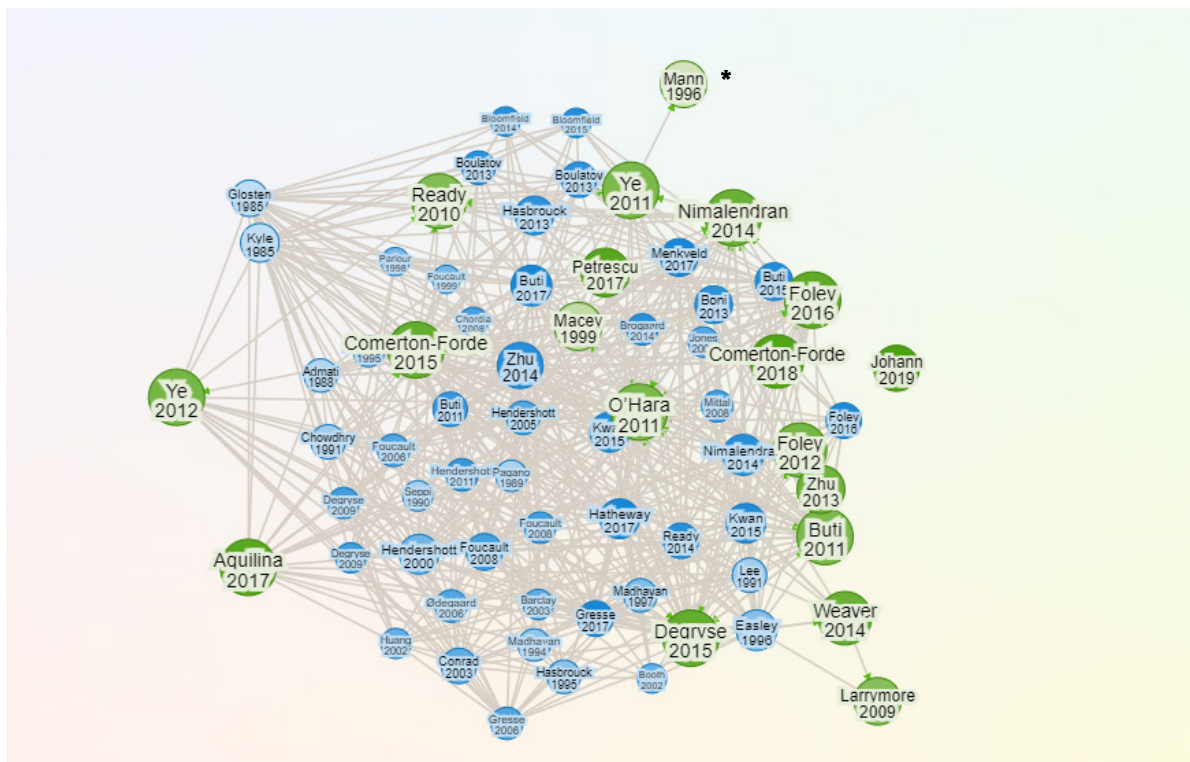 Mann
1996
*
Bloomfield
2014
Bloomfield
2015
Boulatov
2013
Boulatov
2013
Ye
2011
Glosten
1985
Ready
2010
Hasbrouck
2013
Nimalendran
2014
Kyle
1985
Menkveld
2017
Parlour
1998
Foucault
1999
Petrescu
2017
Buti
2017
Buti
2015
Foley
2016
Boni
2013
Chordia
2008
Macey
1999
Brogaard
2014
Jones
Comerton-Forde
2015
1995
Zhu
2014
Comerton-Forde
2018
Johann
2019
Admati
1988
Ye
2012
Buti
2011
Hendershott
2005
O'Hara
2011
Mittal
2008
Foley
2016
Chowdhry
1991
Foucault
2006
2015
Nimalendra
2014
Foley
2012
Hendershot
2011
Pagano
1989
Zhu
2013
Seppi
1990
Degryse
2009
Hatheway
2017
Kwan
2015
Foucault
2008
Ready
2014
Buti
2011
Degryse
2009
Hendershott
2000
Foucault
2008
Aquilina
2017
Lee
1991
Ødegaard
2006
Barclay
2003
Madhavan
1997
Gresse
2017
Weaver
2014
Easley
1996
Degryse
2015
Huang
2002
Madhavan
1994
Conrad
2003
Hasbrouck
1995
Booth
2002
Larrymore
2009
Gresse
2006